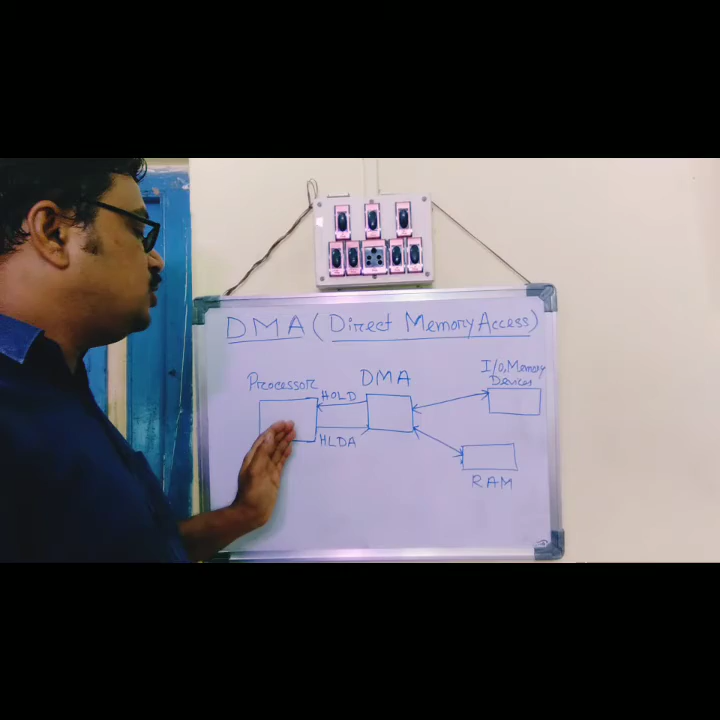 DMA (Direct Memory Access)
Processor
DMA
I/O, Memory
Devices
HOLD
HLDA
RAM